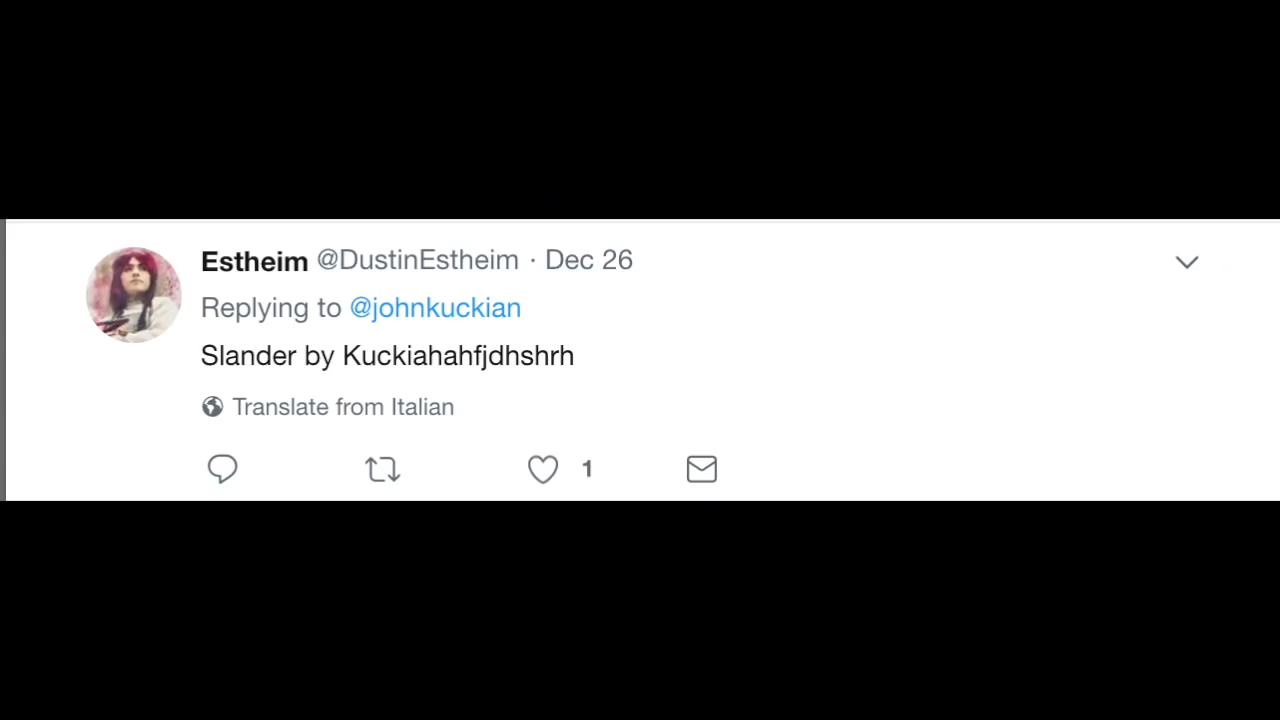 Estheim @DustinEstheim · Dec 26
Replying to @johnkuckian
Slander by Kuckiahahfjdhshrh
Translate from Italian
1